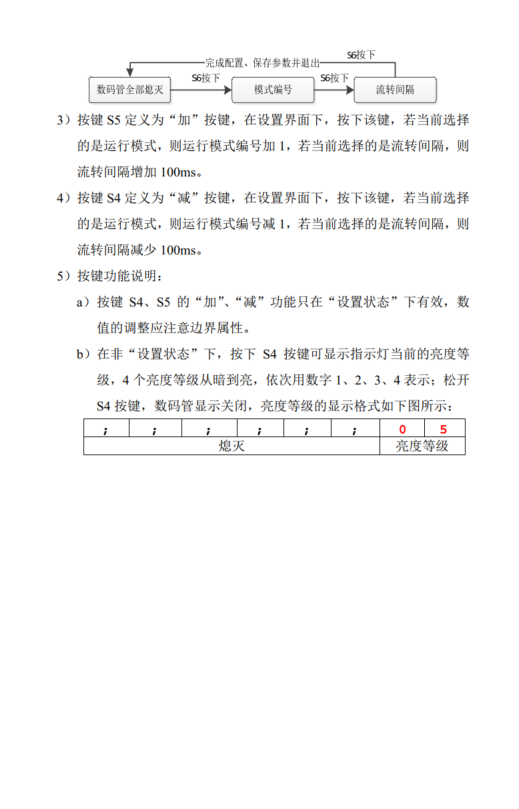 S6按下
完成配置、保存参数并退出
S6按下 S6按下
数码管全部熄灭 模式编号 流转间隔
3）按键 S5 定义为“加”按键，在设置界面下，按下该键，若当前选择
的是运行模式，则运行模式编号加 1，若当前选择的是流转间隔，则
流转间隔增加 100ms。
4）按键 S4 定义为“减”按键，在设置界面下，按下该键，若当前选择
的是运行模式，则运行模式编号减 1，若当前选择的是流转间隔，则
流转间隔减少 100ms。
5）按键功能说明：
a）按键 S4、S5 的“加”、“减”功能只在“设置状态”下有效，数
值的调整应注意边界属性。
b）在非“设置状态”下，按下 S4 按键可显示指示灯当前的亮度等
级，4 个亮度等级从暗到亮，依次用数字 1、2、3、4 表示；松开
S4 按键，数码管显示关闭，亮度等级的显示格式如下图所示：
; ; ; ; ; ; 0 5
熄灭 亮度等级